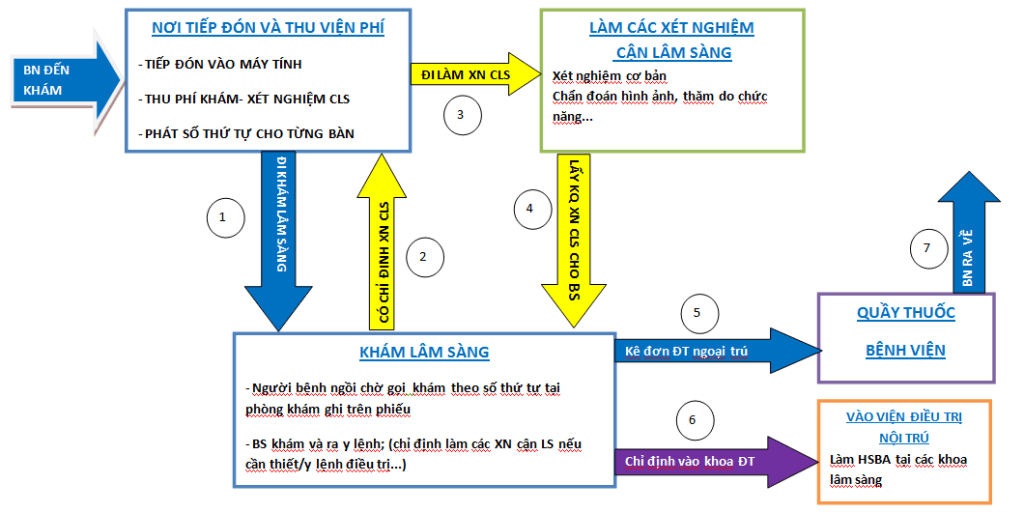 BN ĐẾN
KHÁM
NƠI TIẾP ĐÓN VÀ THU VIỆN PHÍ
- TIẾP ĐÓN VÀO MÁY TÍNH
- THU PHÍ KHÁM- XÉT NGHIỆM CLS
- PHÁT SỐ THỨ TỰ CHO TỪNG BÀN
ĐI LÀM XN CLS
3
LÀM CÁC XÉT NGHIỆM
CẬN LÂM SÀNG
Xét nghiệm cơ bản
Chẩn đoán hình ảnh, thăm do chức
năng...
1
ĐI KHÁM LÂM SÀNG
CÓ CHỈ ĐỊNH XN CLS
2
4
LẤY KQ XN CLS CHO BS
7
BN RA VỀ
KHÁM LÂM SÀNG
- Người bệnh ngồi chờ gọi khám theo số thứ tự tại
phòng khám ghi trên phiếu
- BS khám và ra y lệnh; (chỉ định làm các XN cận LS nếu
cần thiết/y lệnh điều trị...)
5
Kê đơn ĐT ngoại trú
QUẦY THUỐC
BỆNH VIỆN
6
Chỉ định vào khoa ĐT
VÀO VIỆN ĐIỀU TRỊ
NỘI TRÚ
Làm HSBA tại các khoa
lâm sàng